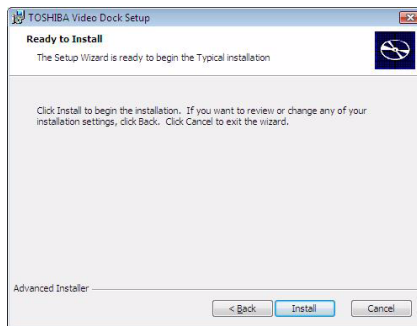 TOSHIBA Video Dock Setup
Ready to Install
The Setup Wizard is ready to begin the Typical installation
Click Install to begin the installation. If you want to review or change any of your
installation settings, click Back. Click Cancel to exit the wizard.
Advanced Installer
< Back
Install
Cancel